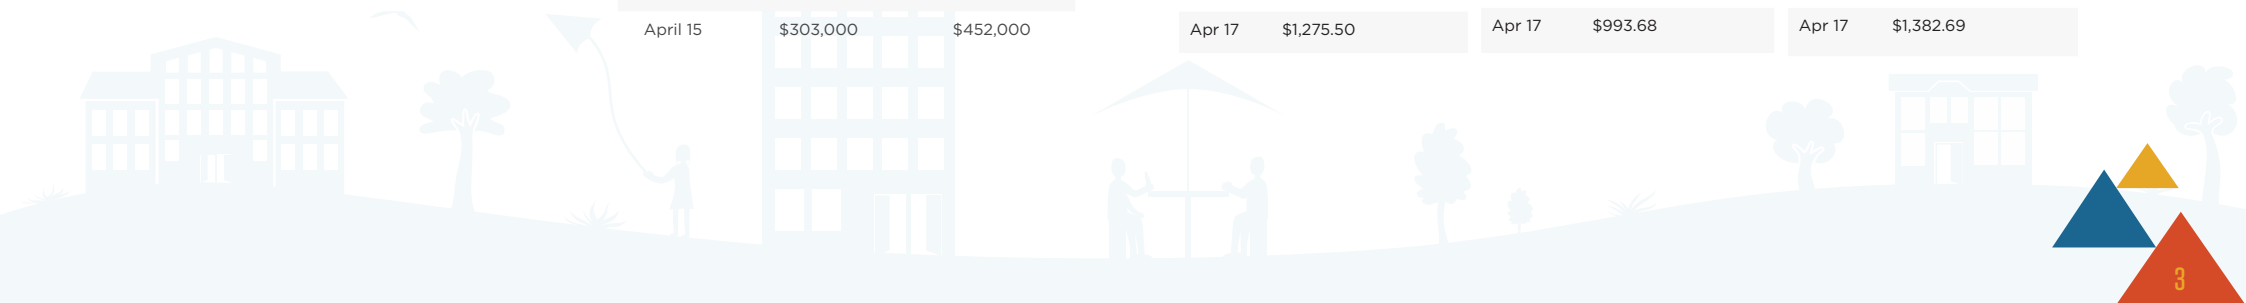 April 15 $303,000 $452,000
Apr 17 $1,275.50
Apr 17 $993.68
Apr 17 $1,382.69
3